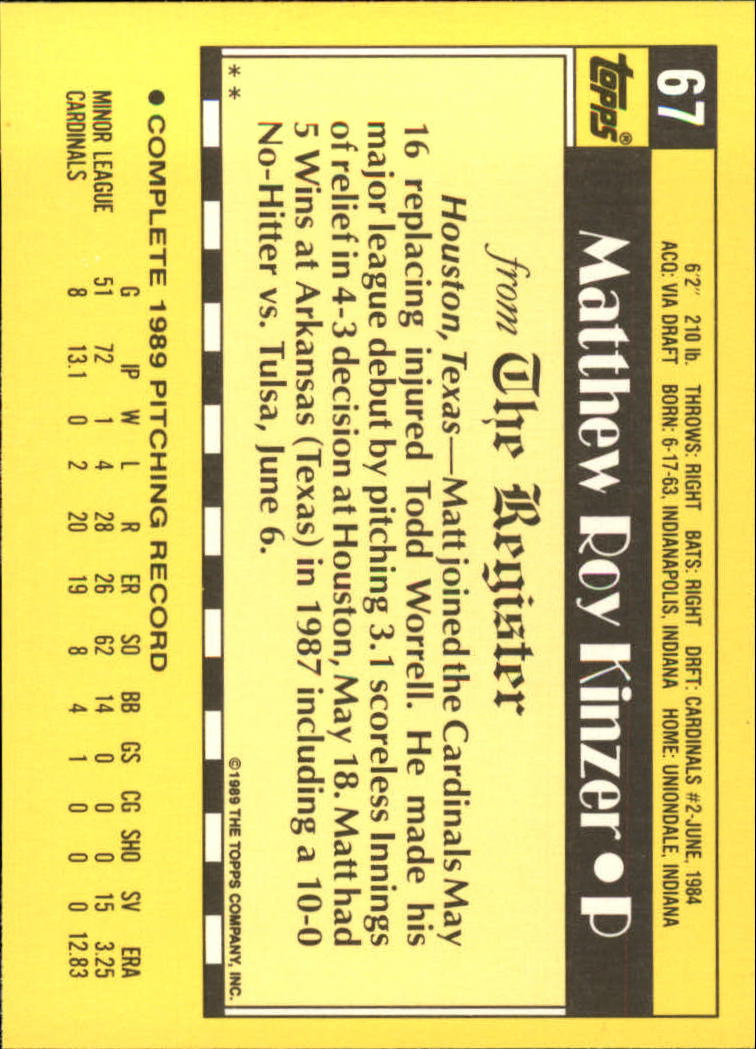 67
6'2" 210 lb. THROWS: RIGHT BATS: RIGHT DRFT: CARDINALS #2-JUNE, 1984
ACQ: VIA DRAFT BORN: 6-17-63, INDIANAPOLIS, INDIANA HOME: UNIONDALE, INDIANA
topps®
Matthew Roy Kinzer • P
from The Register
Houston, Texas—Matt joined the Cardinals May
16 replacing injured Todd Worrell. He made his
major league debut by pitching 3.1 scoreless Innings
of relief in 4-3 decision at Houston, May 18. Matt had
5 Wins at Arkansas (Texas) in 1987 including a 10-0
No-Hitter vs. Tulsa, June 6.
** ©1989 THE TOPPS COMPANY, INC.
• COMPLETE 1989 PITCHING RECORD
G IP W L R ER SO BB GS CG SHO SV ERA
MINOR LEAGUE 51 72 1 4 28 26 62 14 0 0 0 15 3.25
CARDINALS 8 13.1 0 2 20 19 8 4 1 0 0 0 12.83